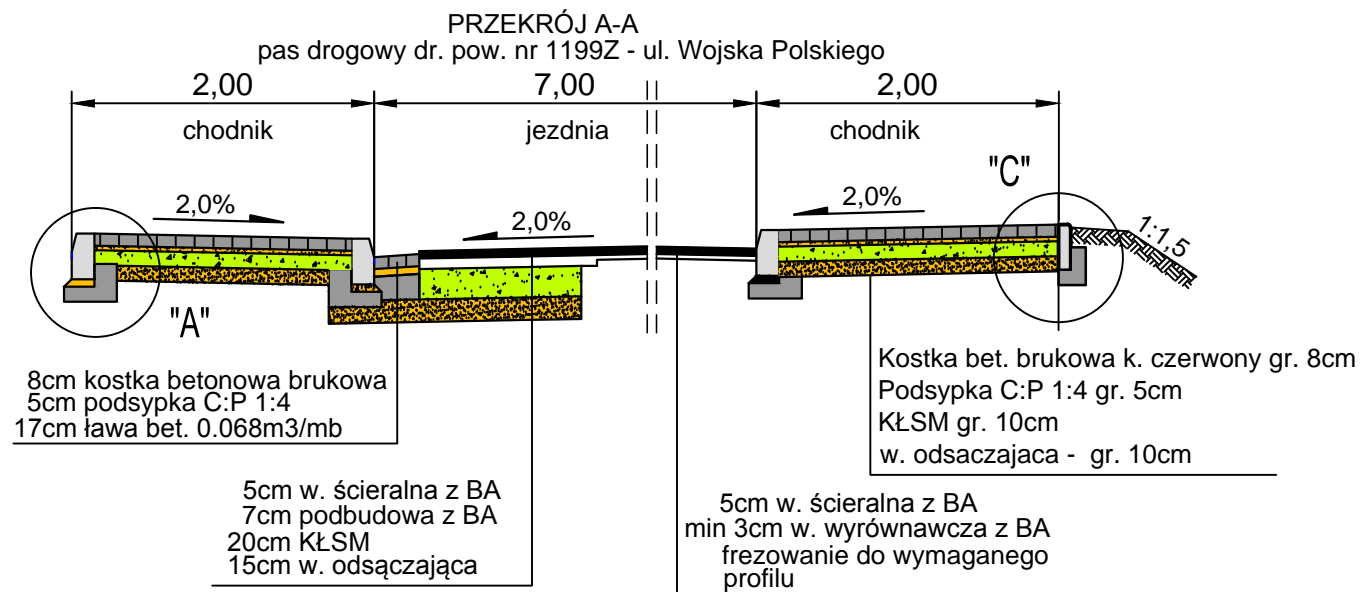 PRZEKRÓJ A-A
pas drogowy dr. pow. nr 1199Z - ul. Wojska Polskiego
2,00
7,00
2,00
chodnik
jezdnia
chodnik
"C"
2,0%
2,0%
2,0%
1:1,5
"A"
8cm kostka betonowa brukowa
5cm podsypka C:P 1:4
17cm ława bet. 0.068m3/mb
Kostka bet. brukowa k. czerwony gr. 8cm
Podsypka C:P 1:4 gr. 5cm
KŁSM gr. 10cm
w. odsaczajaca - gr. 10cm
5cm w. ścieralna z BA
7cm podbudowa z BA
20cm KŁSM
15cm w. odsączająca
5cm w. ścieralna z BA
min 3cm w. wyrównawcza z BA
frezowanie do wymaganego
profilu